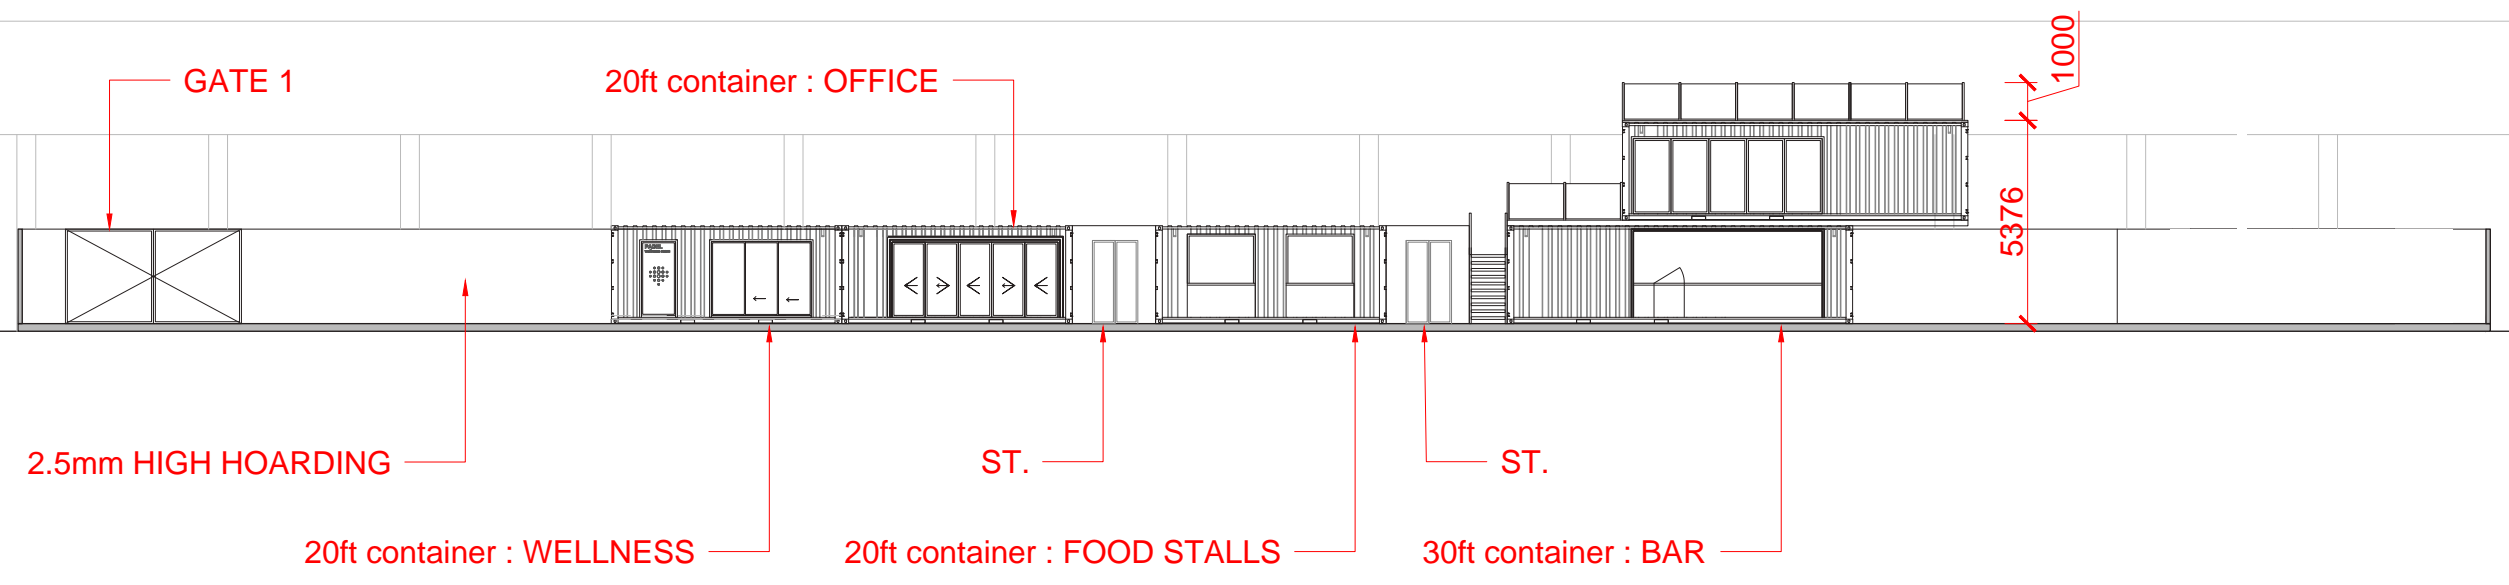 GATE 1
20ft container : OFFICE
1000
5376
PADEL
2.5mm HIGH HOARDING
ST.
ST.
20ft container : WELLNESS
20ft container : FOOD STALLS
30ft container : BAR